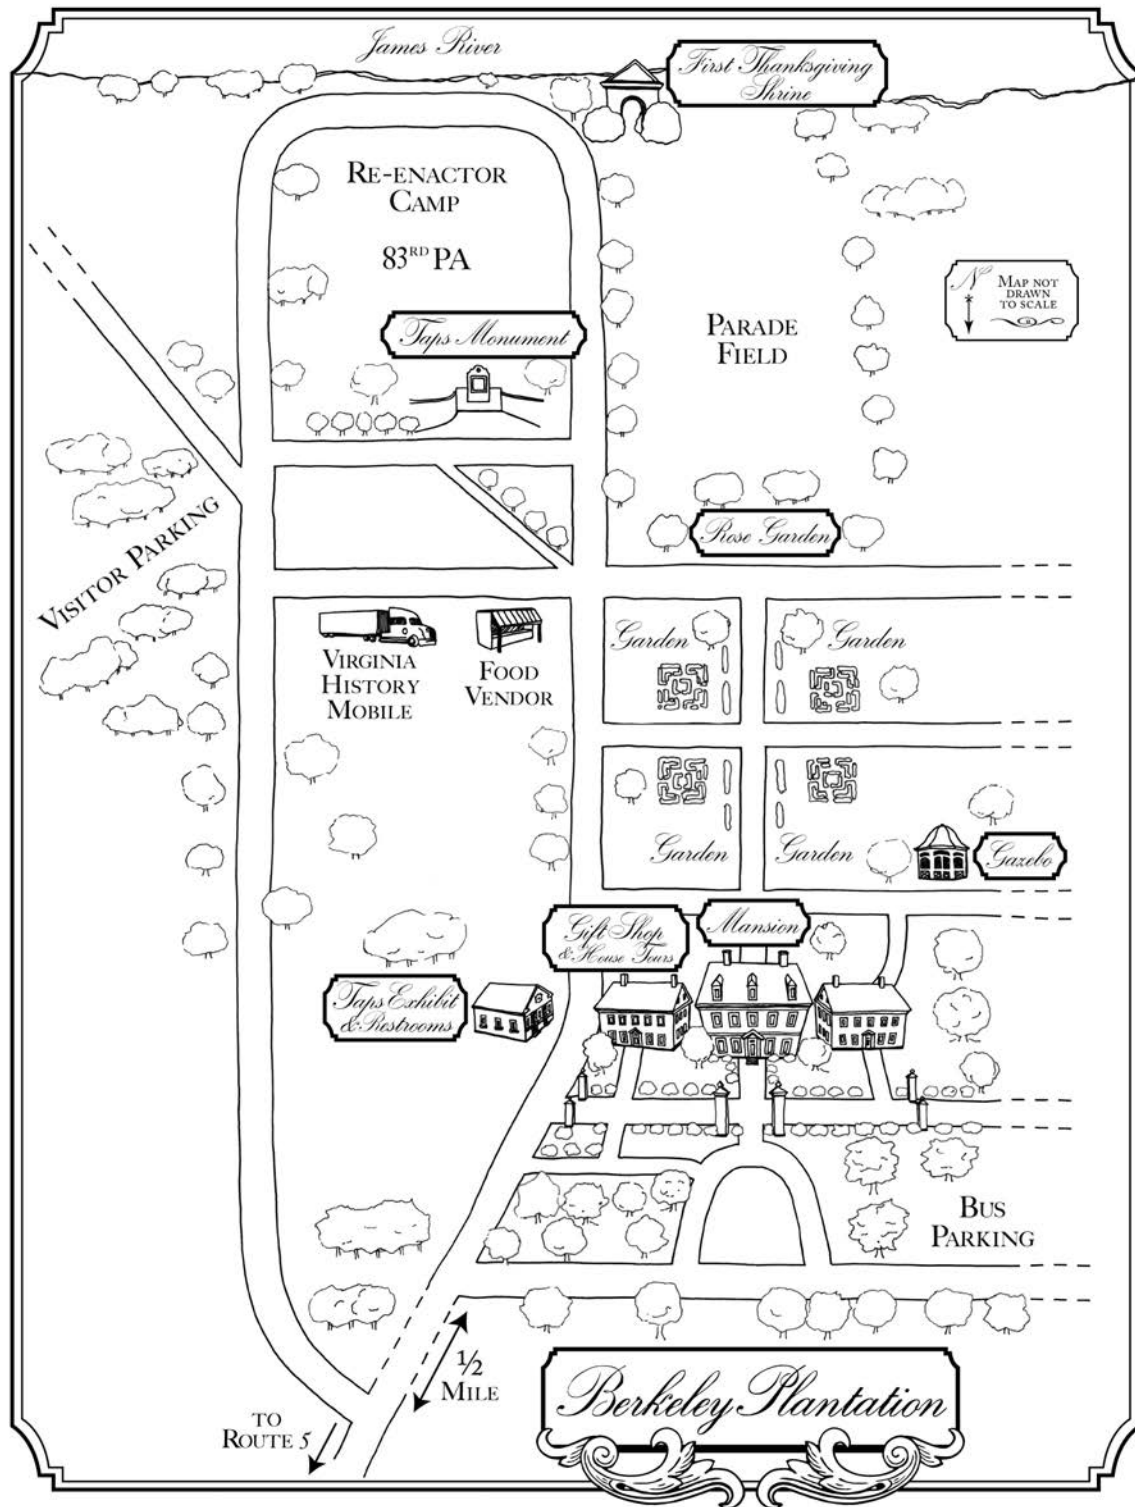 James River
First Thanksgiving
Shrine
RE-ENACTOR
CAMP
83RD PA
N
MAP NOT
DRAWN
TO SCALE
Taps Monument
PARADE
FIELD
VISITOR PARKING
Rose Garden
VIRGINIA
HISTORY
MOBILE
FOOD
VENDOR
Garden
Garden
Garden
Garden
Gazebo
Gift Shop
& House Tours
Mansion
Taps Exhibit
& Restrooms
BUS
PARKING
1/2
MILE
TO
ROUTE 5
Berkeley Plantation